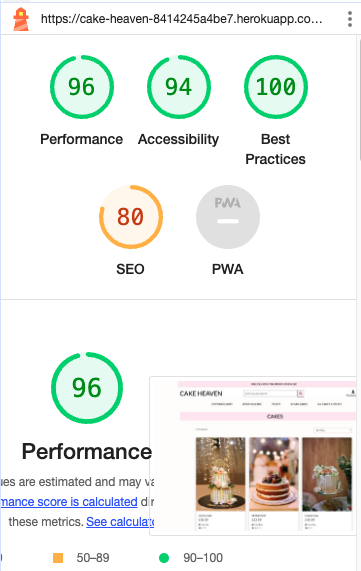 https://cake-heaven-8414245a4be7.herokuapp.co...
96 94 100
Performance Accessibility Best
Practices
80 PWA
SEO PWA
96
Performance
ues are estimated and may va
mance score is calculated dir
these metrics. See calculato
50–89 90–100
CAKE HEAVEN
CAKES